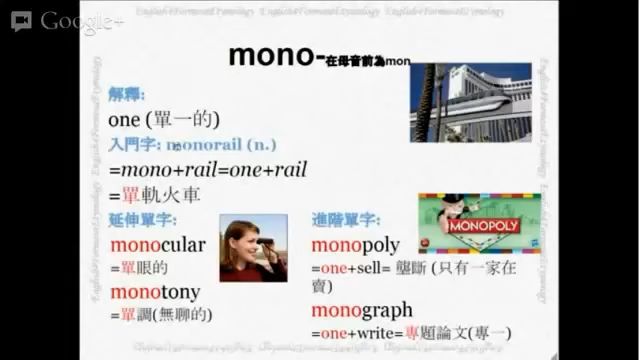 Google+
English4FormosaEtymology English4FormosaEtymology
mono-在母音前為mon
解釋:
one (單一的)
入門字: monorail (n.)
=mono+rail=one+rail
=單軌火車
延伸單字:
monocular
=單眼的
monotony
=單調(無聊的)
進階單字:
MONOPOLY
monopoly
=one+sell= 壟斷 (只有一家在
賣)
monograph
=one+write=專題論文(專一)